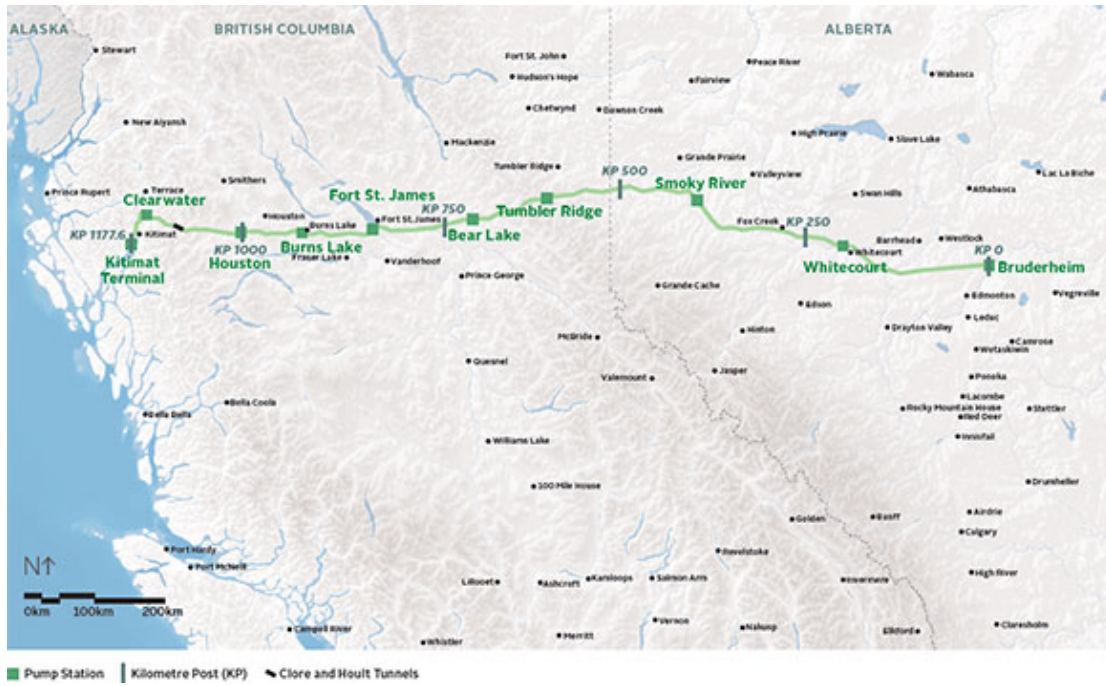 ALASKA
BRITISH COLUMBIA
ALBERTA
Stewart
Fort St. John
Hudson's Hope
Peace River
Fairview
Wabasca
Chetwynd
Dawson Creek
New Aiyansh
Mackenzie
High Prairie
Slave Lake
Tumbler Ridge
Grande Prairie
Valleyview
Lac La Biche
Prince Rupert
Terrace
Smithers
KP 500
Swan Hills
Athabasca
Clearwater
Fort St. James
Tumbler Ridge
Smoky River
Houston
Burns Lake
Fort St. James
KP 750
Bear Lake
Fox Creek
KP 250
KP 1177.6
Kitimat
KP 1000
Houston
Burns Lake
Fraser Lake
Vanderhoof
Barrhead
Westlock
Whitecourt
KP 0
Kitimat
Terminal
Whitecourt
Bruderheim
Prince George
Grande Cache
Edson
Edmonton
Vegreville
Leduc
McBride
Hinton
Drayton Valley
Camrose
Wetaskiwin
Quesnel
Valemount
Jasper
Ponoka
Bella Coola
Bella Bella
Lacombe
Rocky Mountain House
Stettler
Red Deer
Williams Lake
Innisfail
100 Mile House
Drumheller
Golden
Banff
Airdrie
Calgary
Port Hardy
Port McNeill
Revelstoke
Lillooet
Ashcroft
Kamloops
Salmon Arm
Invermere
High River
N↑
0km 100km 200km
Campell River
Whistler
Merritt
Vernon
Nakusp
Elkford
Claresholm
Pump Station
Kilometre Post (KP)
Clore and Hoult Tunnels